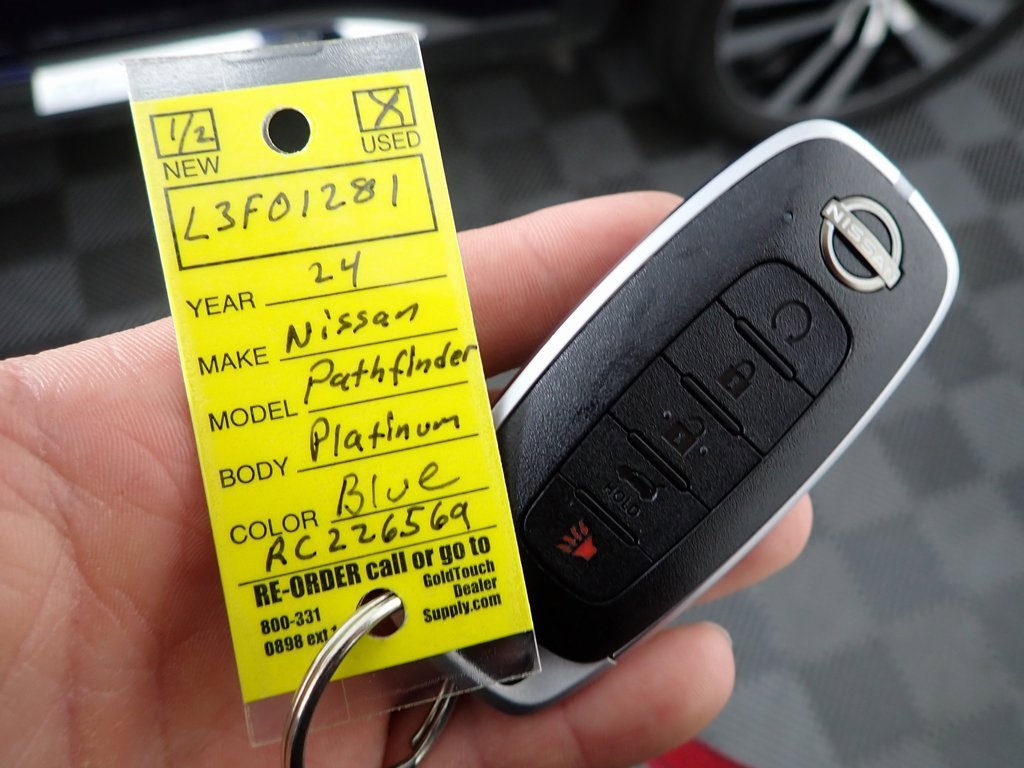 1/2
X
NEW
USED
L3F01281
YEAR 24
MAKE Nissan
MODEL Pathfinder
BODY Platinum
COLOR Blue
RC226569
RE-ORDER call or go to
800-331
0898 ext
GoldTouch
Dealer
Supply.com
NISSAN
HOLD